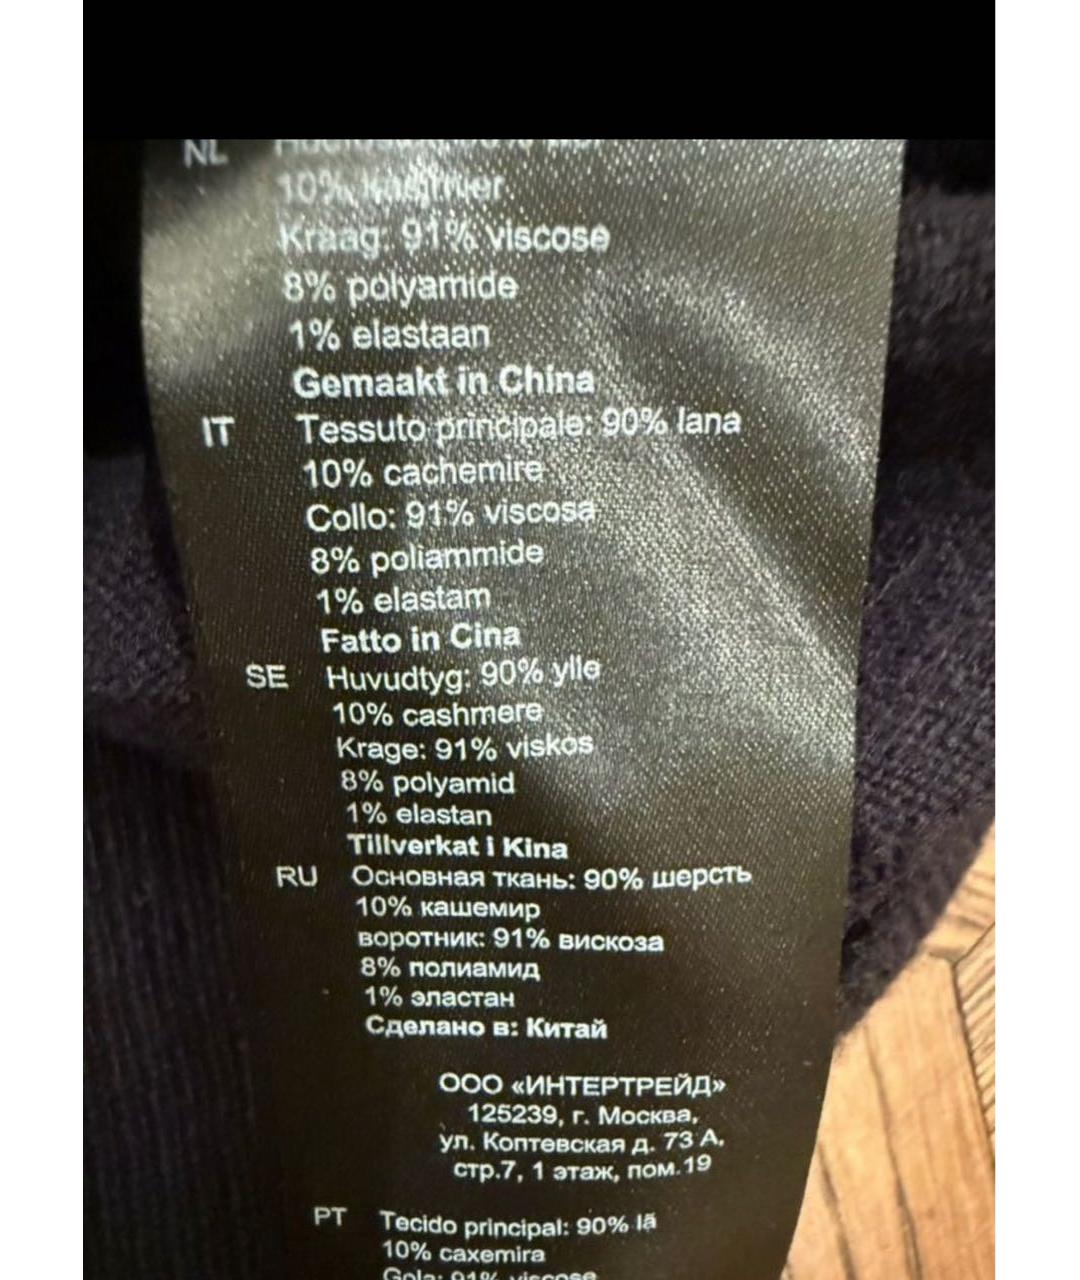 NL
10% kasjmier
Kraag: 91% viscose
8% polyamide
1% elastaan
Gemaakt in China
IT Tessuto principale: 90% lana
10% cachemire
Collo: 91% viscosa
8% poliammide
1% elastam
Fatto in Cina
SE Huvudtyg: 90% ylle
10% cashmere
Krage: 91% viskos
8% polyamid
1% elastan
Tillverkat i Kina
RU Основная ткань: 90% шерсть
10% кашемир
воротник: 91% вискоза
8% полиамид
1% эластан
Сделано в: Китай
ООО «ИНТЕРТРЕЙД»
125239, г. Москва,
ул. Коптевская д. 73 А,
стр.7, 1 этаж, пом.19
PT Tecido principal: 90% lã
10% caxemira
Gola: 91% viscose